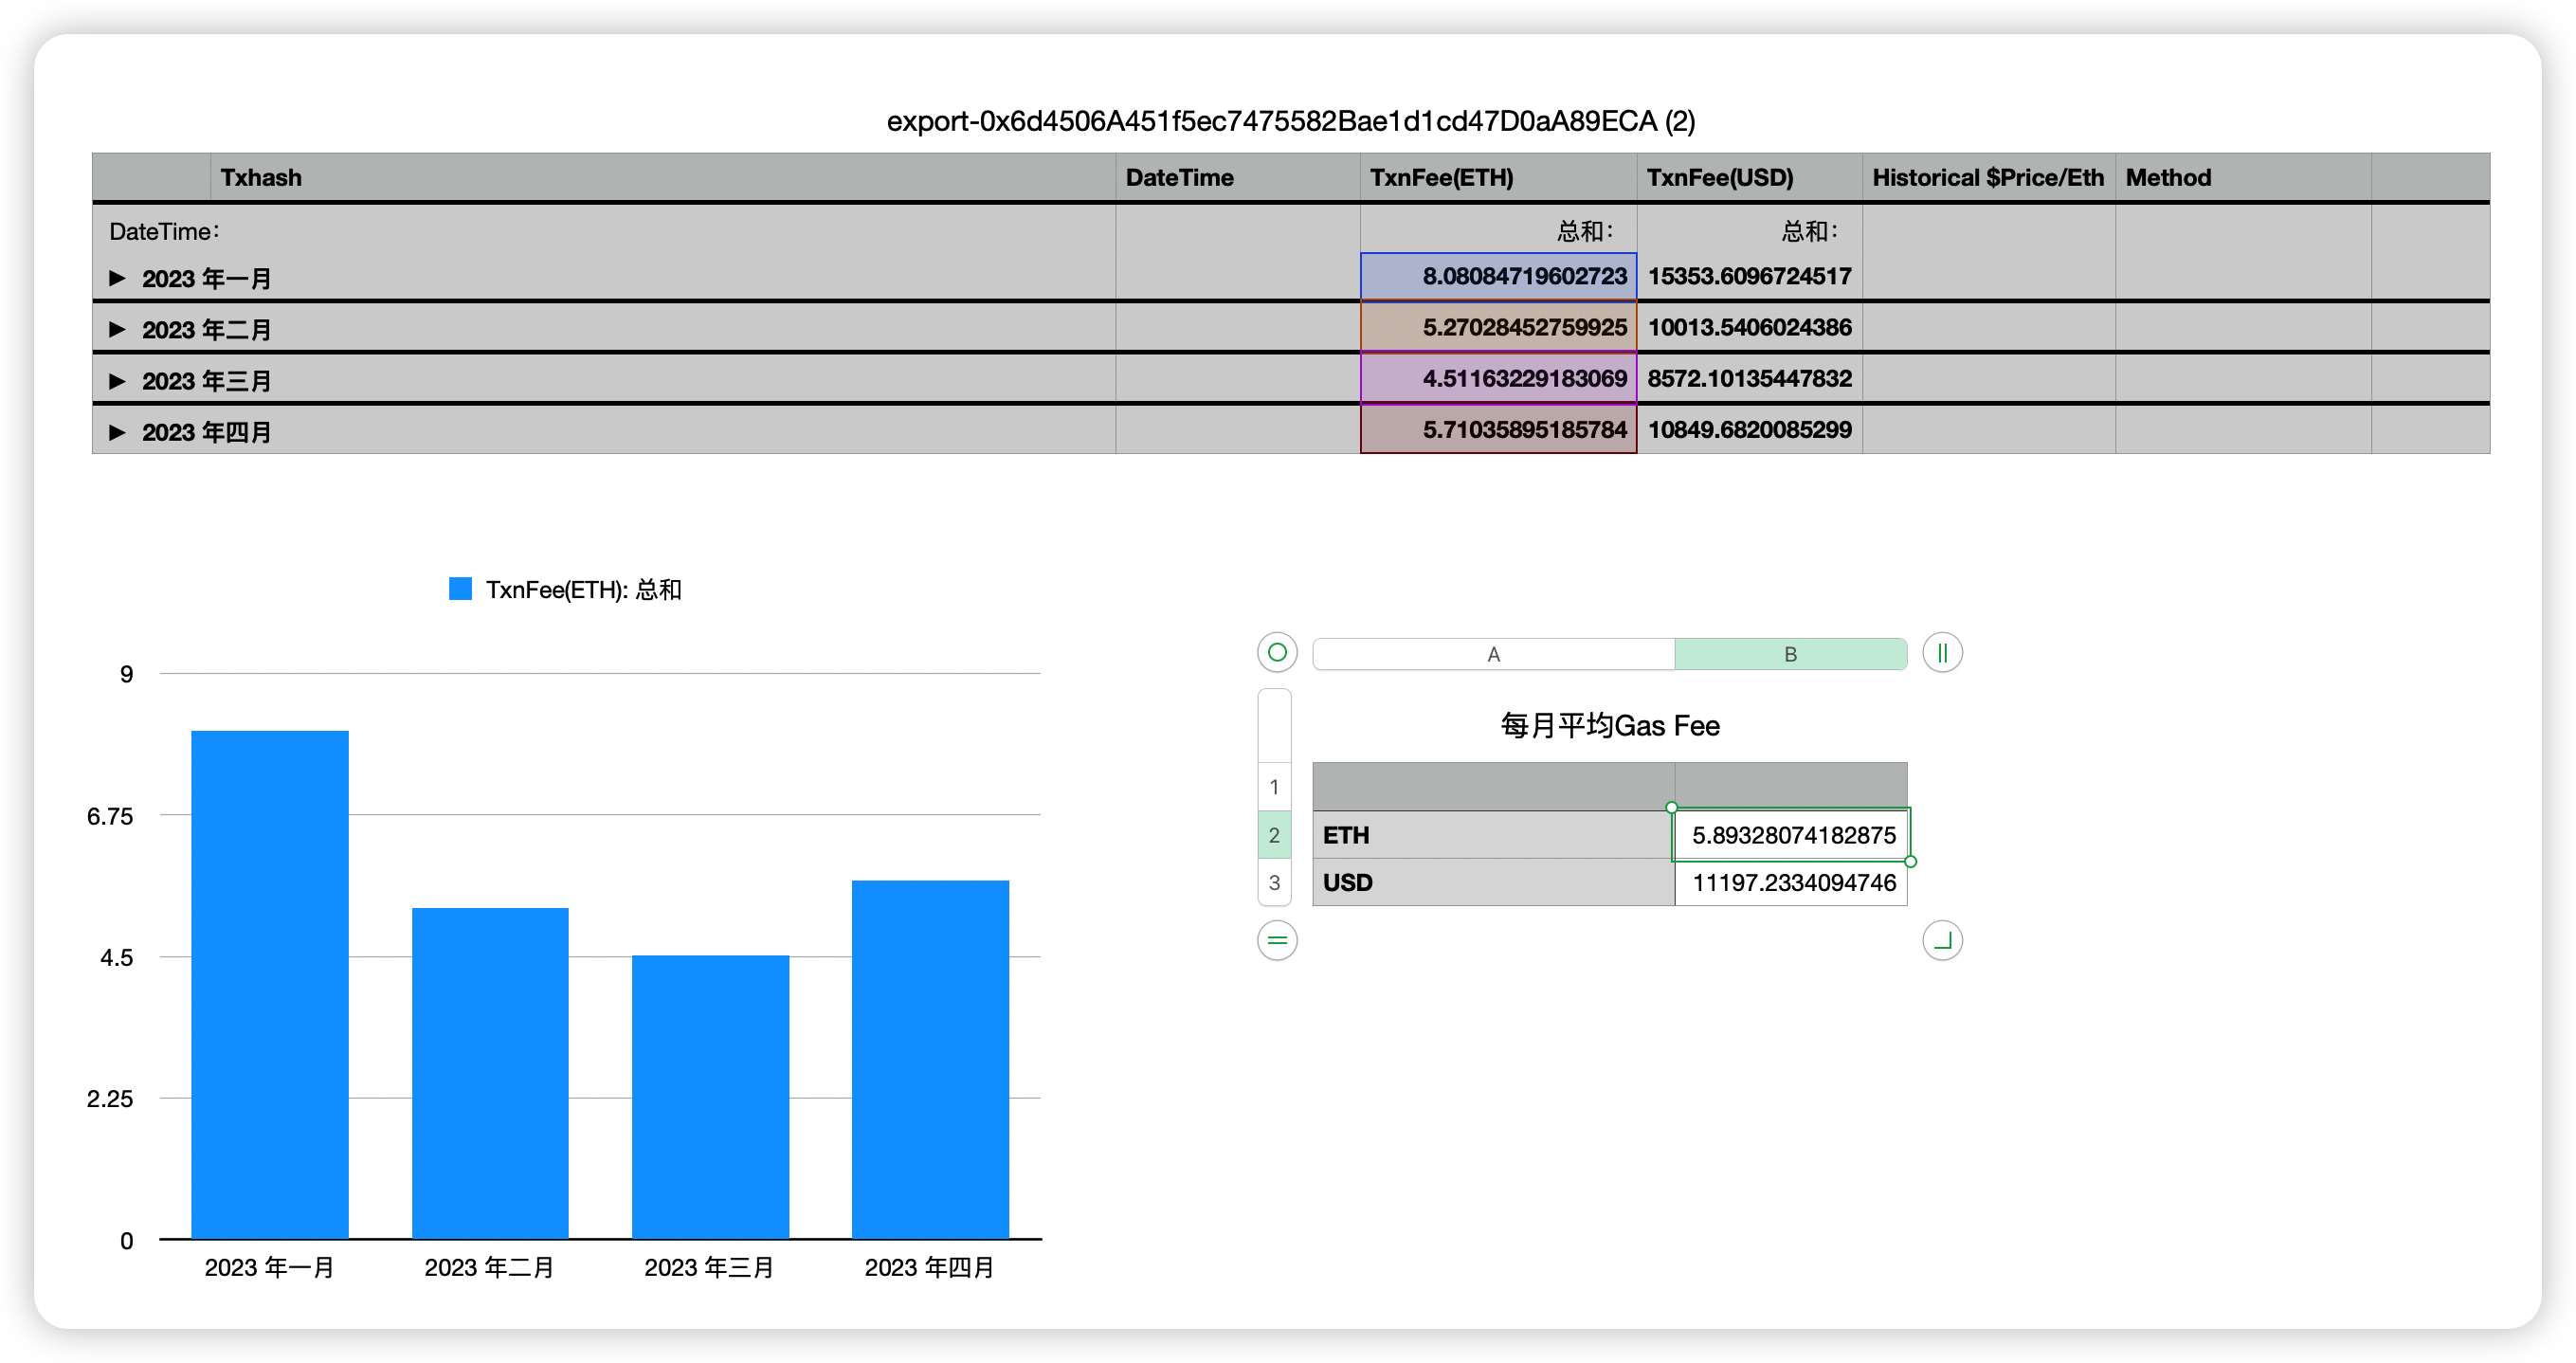 export-0x6d4506A451f5ec7475582Bae1d1cd47D0aA89ECA (2)
Txhash DateTime TxnFee(ETH) TxnFee(USD) Historical $Price/Eth Method
DateTime: 总和: 总和:
▶ 2023 年一月 8.08084719602723 15353.6096724517
▶ 2023 年二月 5.27028452759925 10013.5406024386
▶ 2023 年三月 4.51163229183069 8572.10135447832
▶ 2023 年四月 5.71035895185784 10849.6820085299
TxnFee(ETH): 总和
9
6.75
4.5
2.25
0
2023 年一月 2023 年二月 2023 年三月 2023 年四月
A B
每月平均Gas Fee
1
2 ETH 5.89328074182875
3 USD 11197.2334094746